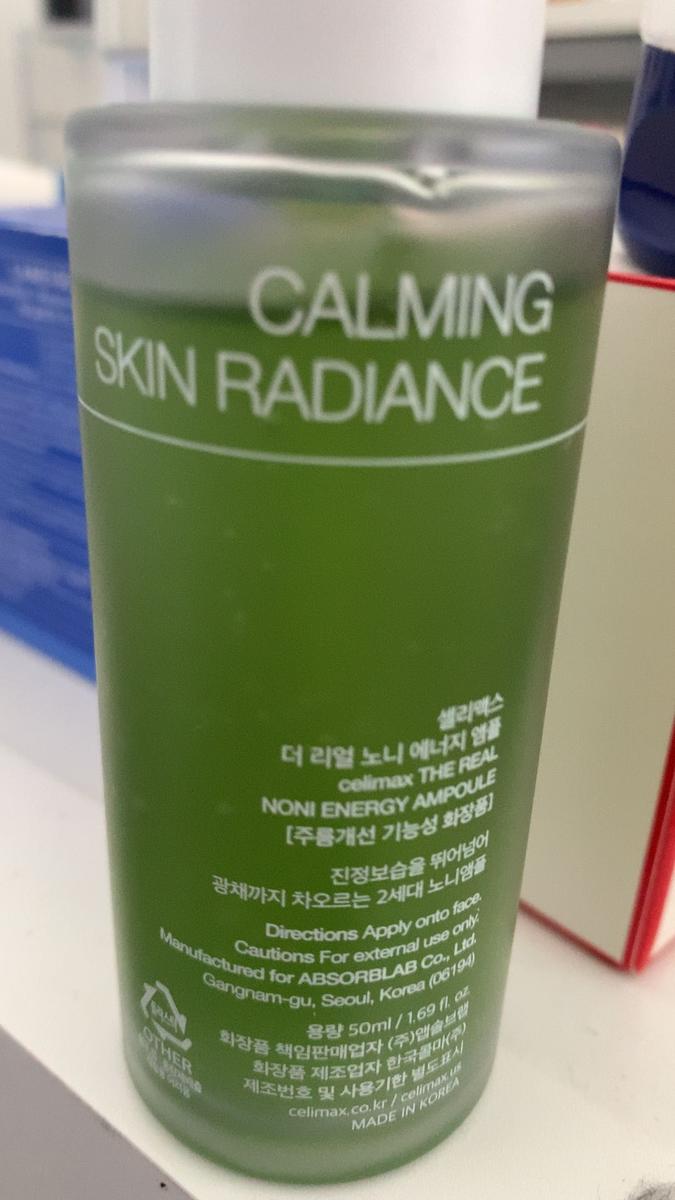 CALMING
SKIN RADIANCE
셀리맥스
더 리얼 노니 에너지 앰플
celimax THE REAL
NONI ENERGY AMPOULE
[주름개선 기능성 화장품]
진정보습을 뛰어넘어
광채까지 차오르는 2세대 노니앰플
Directions Apply onto face.
Cautions For external use only.
Manufactured for ABSORBLAB Co., Ltd.
Gangnam-gu, Seoul, Korea (06194)
용량 50ml / 1.69 fl. oz.
화장품 책임판매업자 (주)앱솔브랩
화장품 제조업자 한국콜마(주)
제조번호 및 사용기한 별도표시
celimax.co.kr / celimax.us
MADE IN KOREA
OTHER